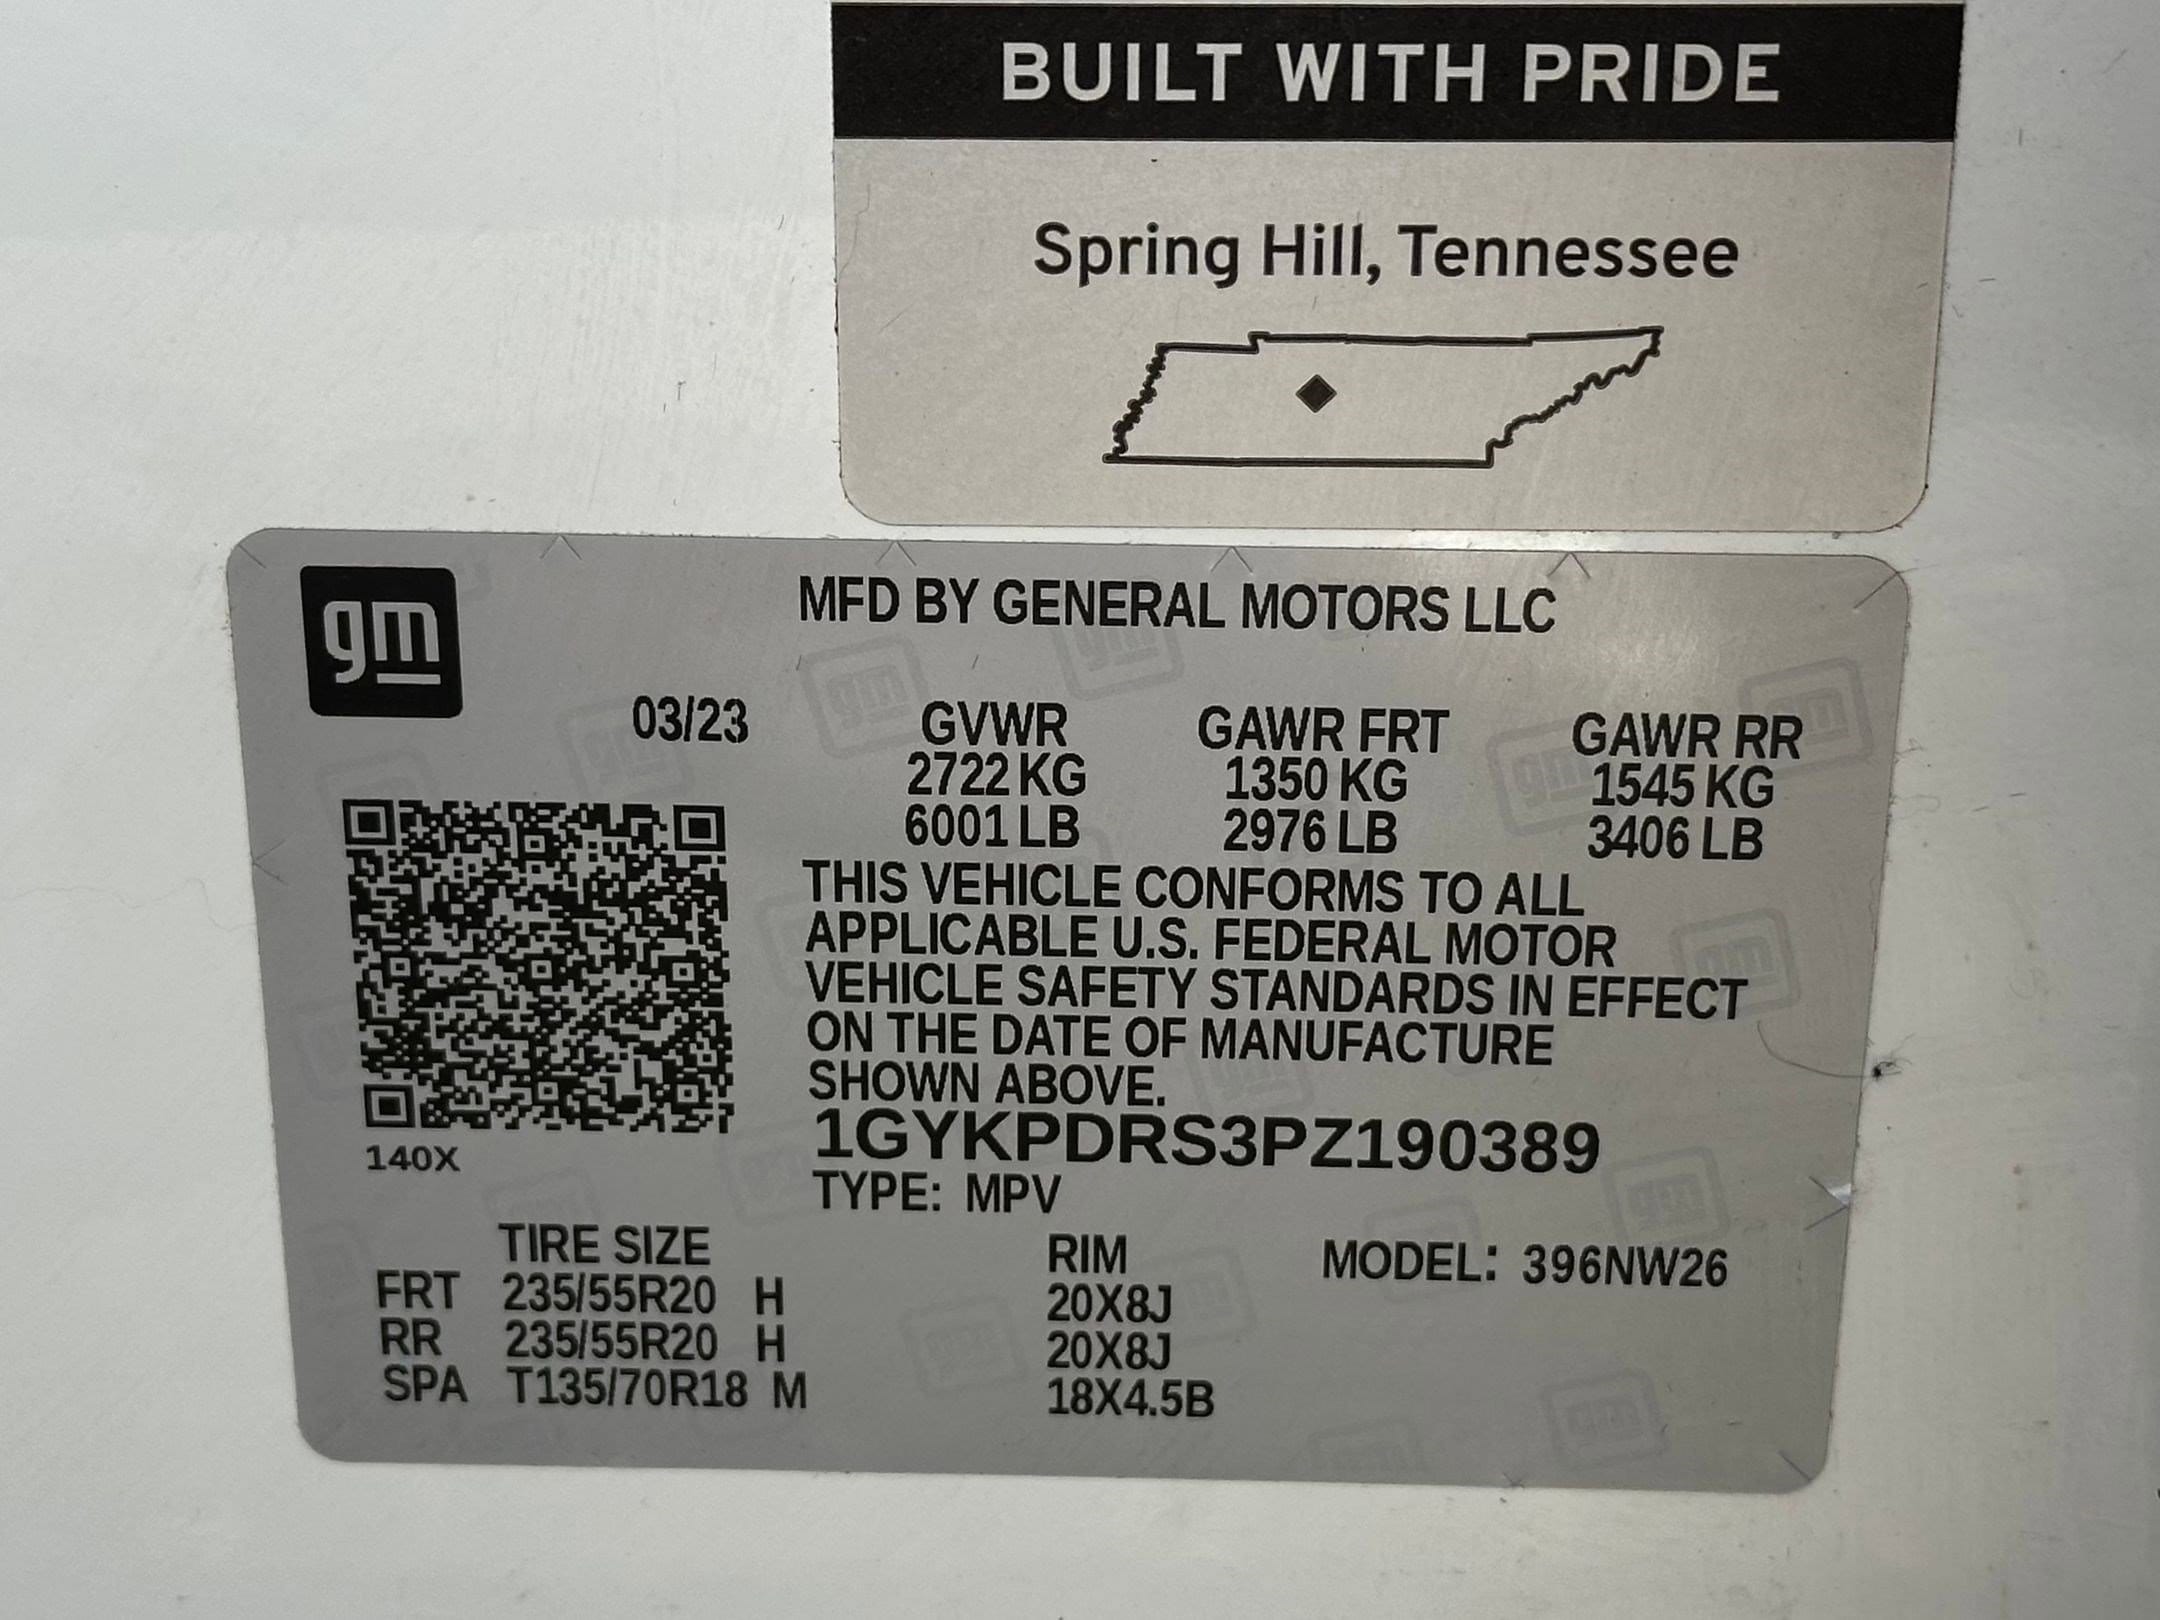 BUILT WITH PRIDE
Spring Hill, Tennessee
gm
MFD BY GENERAL MOTORS LLC
03/23 GVWR GAWR FRT GAWR RR
2722 KG 1350 KG 1545 KG
6001 LB 2976 LB 3406 LB
THIS VEHICLE CONFORMS TO ALL
APPLICABLE U.S. FEDERAL MOTOR
VEHICLE SAFETY STANDARDS IN EFFECT
ON THE DATE OF MANUFACTURE
SHOWN ABOVE.
1GYKPDRS3PZ190389
140X
TYPE: MPV
TIRE SIZE RIM MODEL: 396NW26
FRT 235/55R20 H 20X8J
RR 235/55R20 H 20X8J
SPA T135/70R18 M 18X4.5B